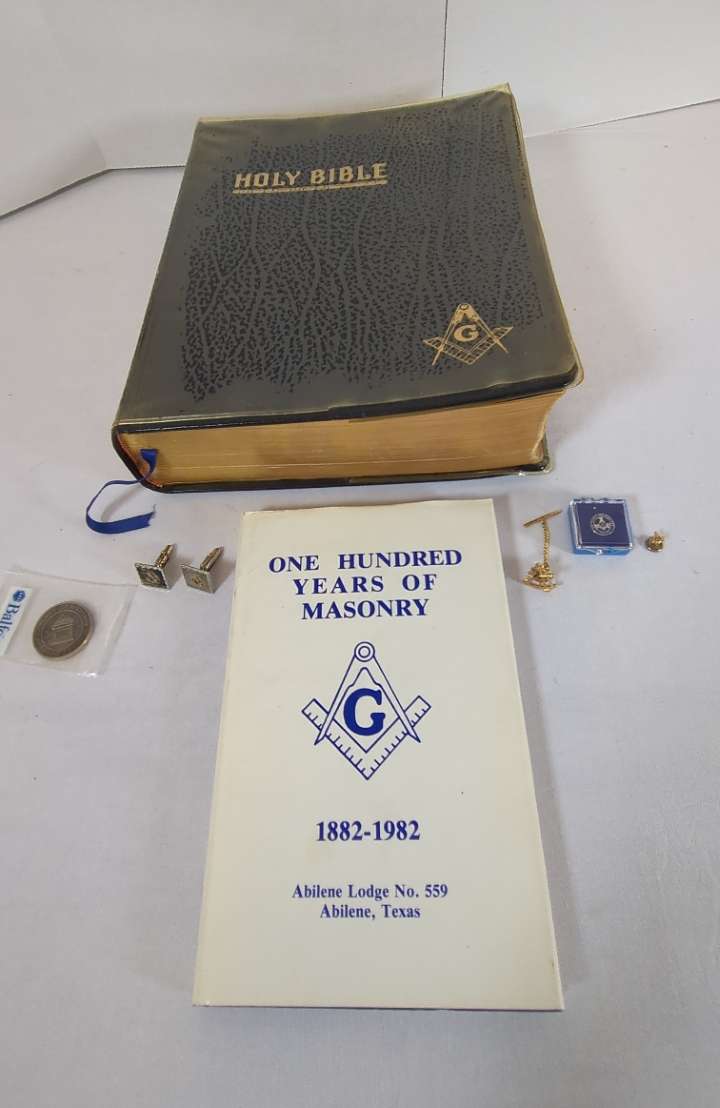 HOLY BIBLE
G
ONE HUNDRED
YEARS OF
MASONRY
G
1882-1982
Abilene Lodge No. 559
Abilene, Texas